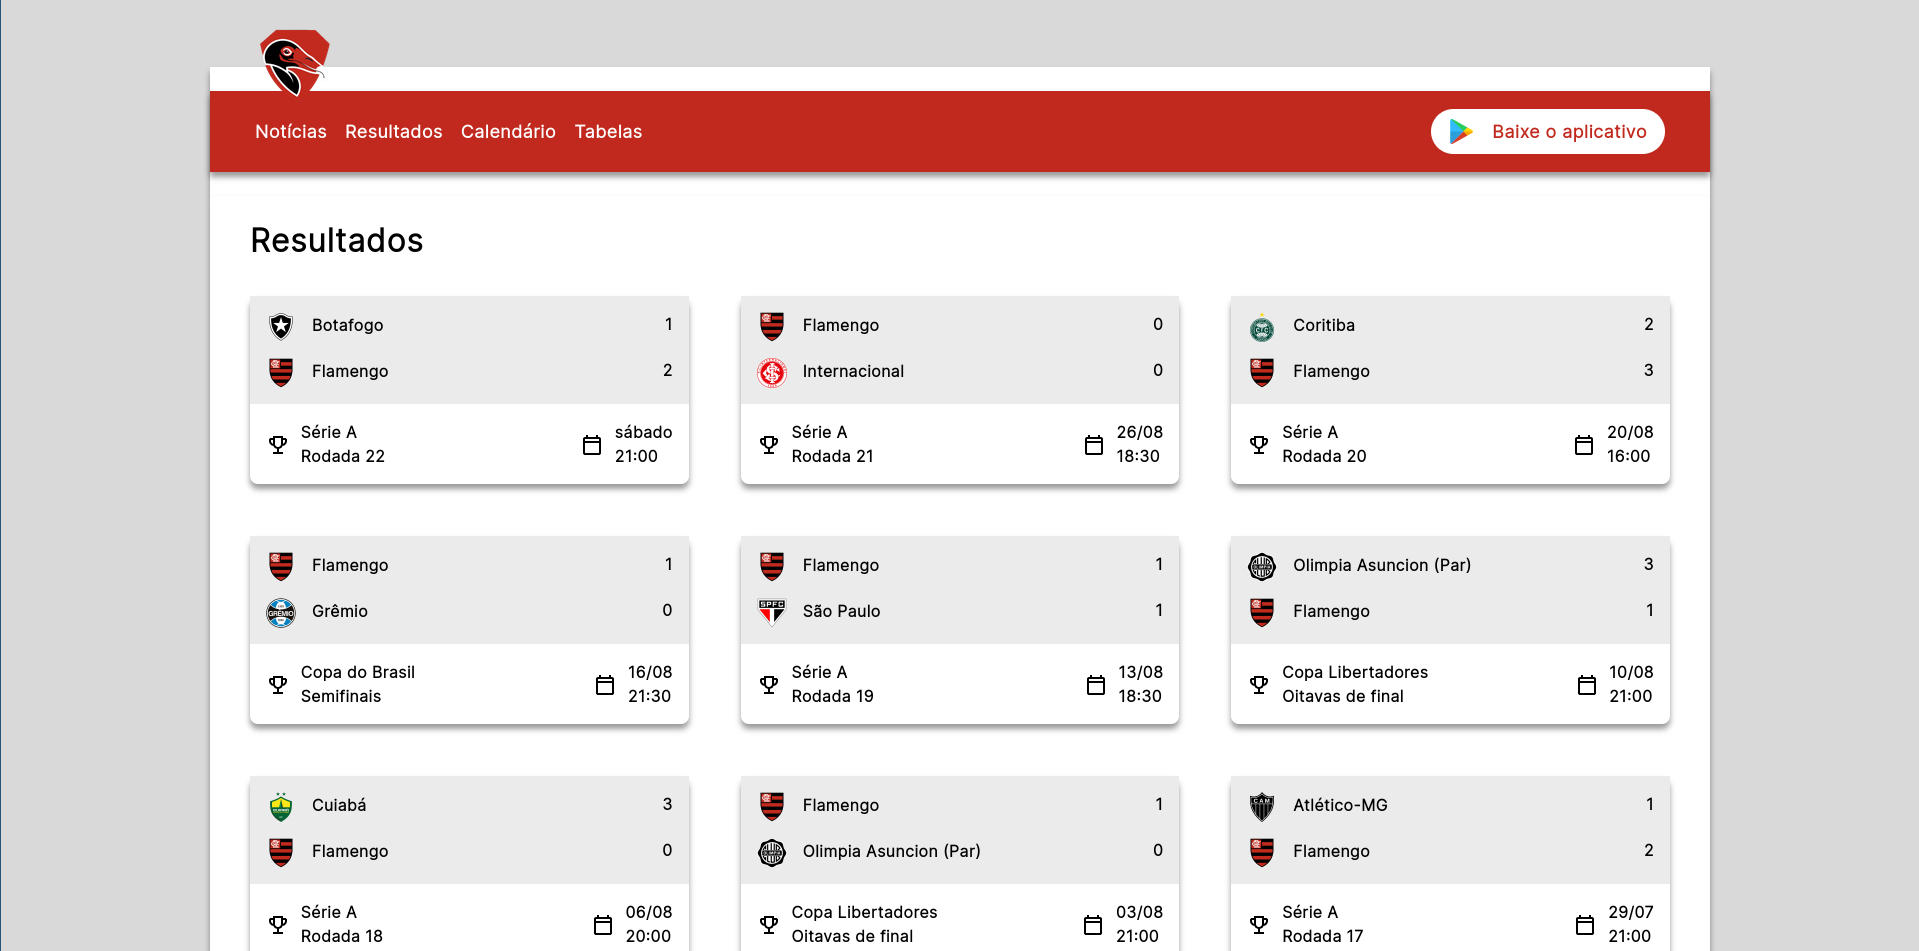 Notícias Resultados Calendário Tabelas Baixe o aplicativo
Resultados
Botafogo 1
Flamengo 2
Série A sábado
Rodada 22 21:00
Flamengo 0
Internacional 0
Série A 26/08
Rodada 21 18:30
Coritiba 2
Flamengo 3
Série A 20/08
Rodada 20 16:00
Flamengo 1
Grêmio 0
Copa do Brasil 16/08
Semifinais 21:30
Flamengo 1
São Paulo 1
Série A 13/08
Rodada 19 18:30
Olimpia Asuncion (Par) 3
Flamengo 1
Copa Libertadores 10/08
Oitavas de final 21:00
Cuiabá 3
Flamengo 0
Série A 06/08
Rodada 18 20:00
Flamengo 1
Olimpia Asuncion (Par) 0
Copa Libertadores 03/08
Oitavas de final 21:00
Atlético-MG 1
Flamengo 2
Série A 29/07
Rodada 17 21:00